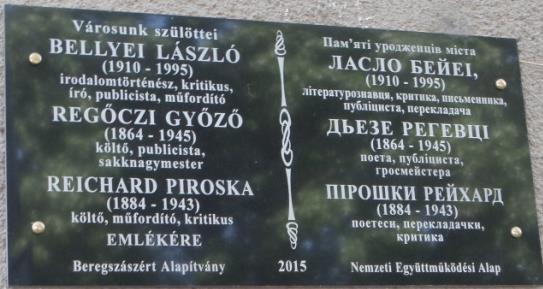 Városunk szülöttei
BELLYEI LÁSZLÓ
(1910 - 1995)
irodalomtörténész, kritikus,
író, publicista, műfordító
REGŐCZI GYŐZŐ
(1864 - 1945)
költő, publicista,
sakknagymester
REICHARD PIROSKA
(1884 - 1943)
költő, műfordító, kritikus
EMLÉKÉRE
Beregszászért Alapítvány
Пам'яті уродженців міста
ЛАСЛО БЕЙЕІ,
(1910 - 1995)
літературознавця, критика, письменника,
публіциста, перекладача
ДЬЕЗЕ РЕГЕВЦІ
(1864 - 1945)
поета, публіциста,
гросмейстера
ПІРОШКИ РЕЙХАРД
(1884 - 1943)
поетеси, перекладачки,
критика
2015
Nemzeti Együttműködési Alap